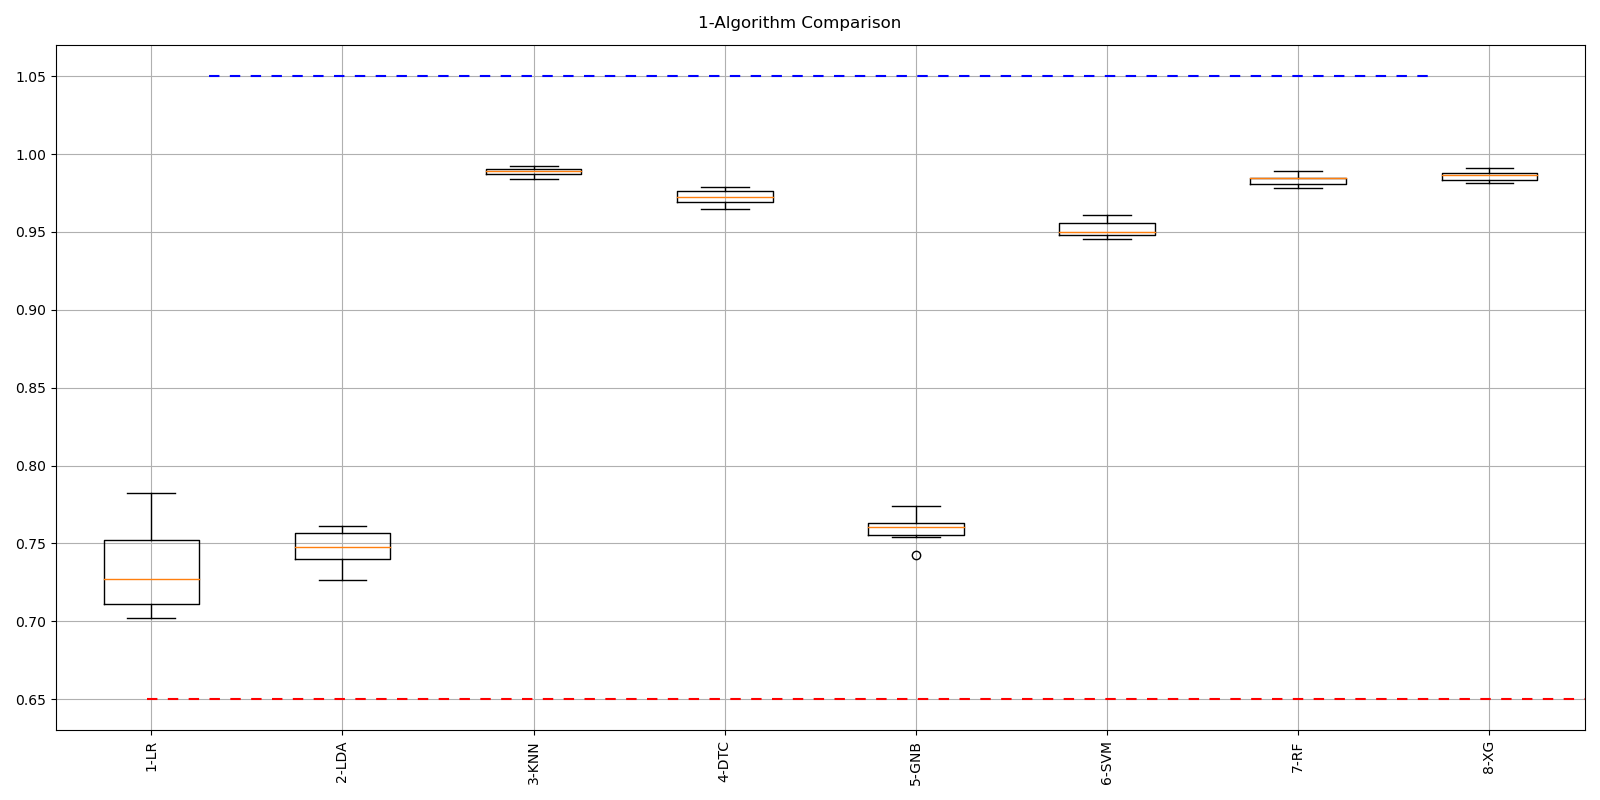 1-Algorithm Comparison
1.05
1.00
0.95
0.90
0.85
0.80
0.75
0.70
0.65
1-LR
2-LDA
3-KNN
4-DTC
5-GNB
6-SVM
7-RF
8-XG